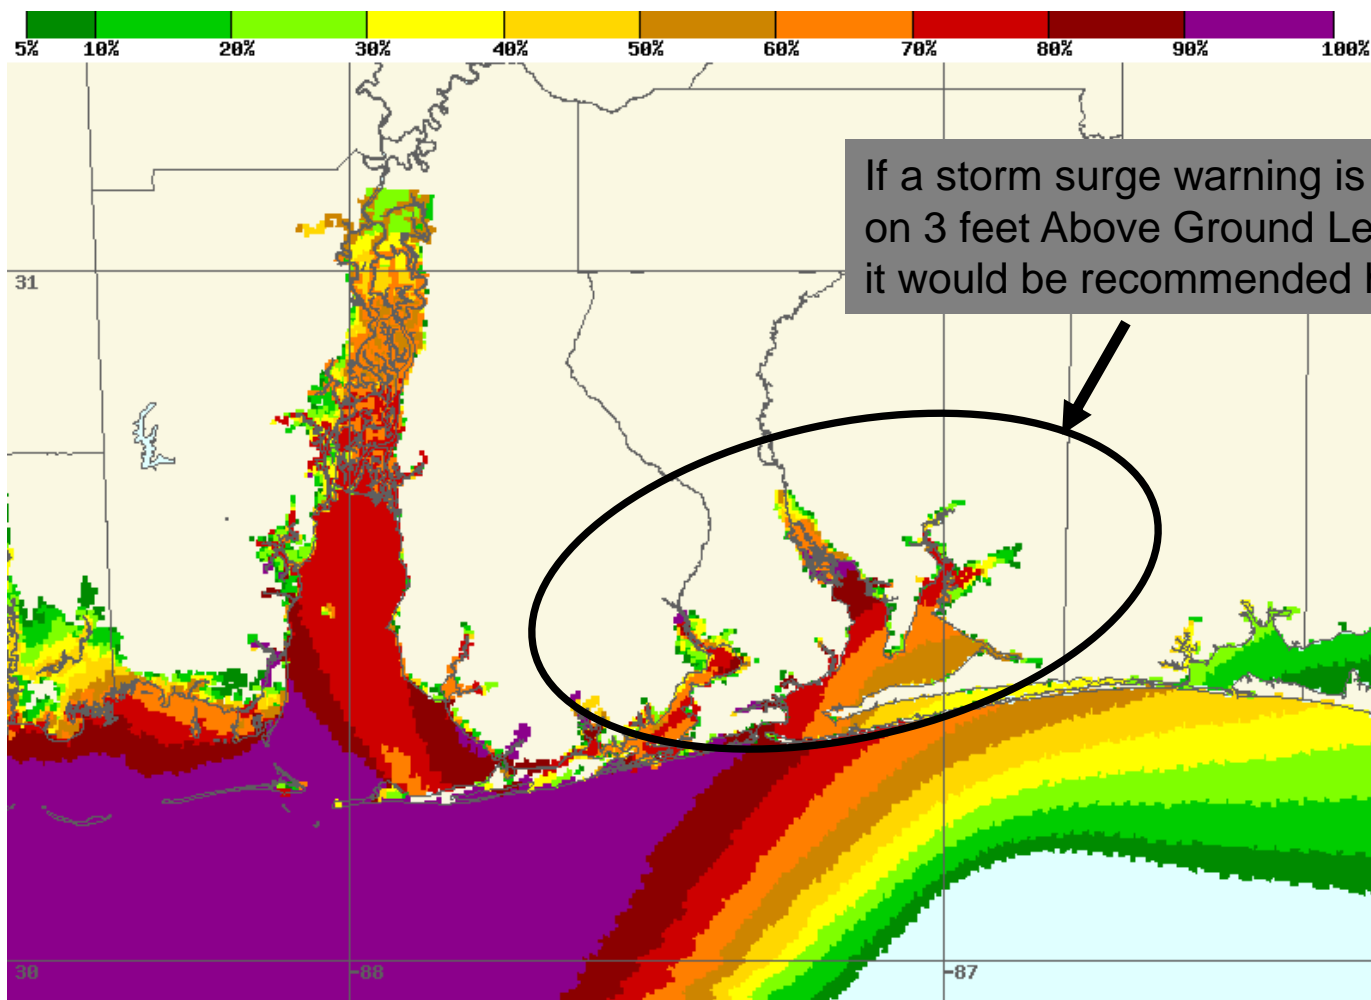 5% 10% 20% 30% 40% 50% 60% 70% 80% 90% 100%
If a storm surge warning is
on 3 feet Above Ground Le
it would be recommended
31
30 -88 -87